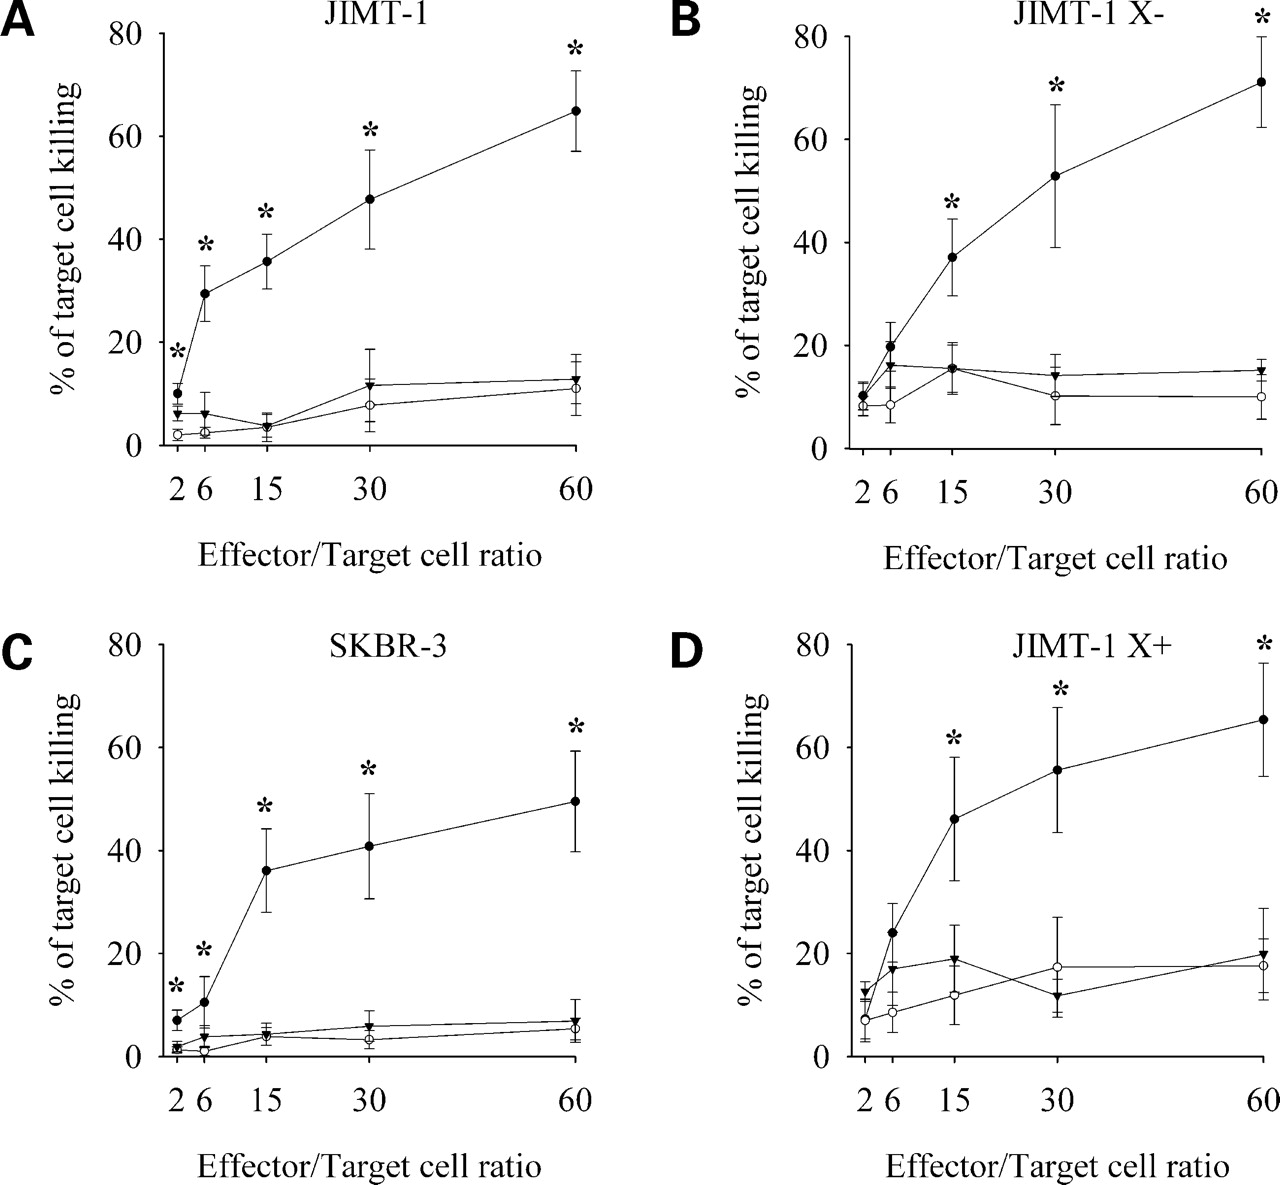 A
JIMT-1
% of target cell killing
80
60
40
20
0
* * * * *
2 6 15 30 60
Effector/Target cell ratio
B
JIMT-1 X-
% of target cell killing
80
60
40
20
0
* * *
2 6 15 30 60
Effector/Target cell ratio
C
SKBR-3
% of target cell killing
80
60
40
20
0
* * * * *
2 6 15 30 60
Effector/Target cell ratio
D
JIMT-1 X+
% of target cell killing
80
60
40
20
0
* * *
2 6 15 30 60
Effector/Target cell ratio